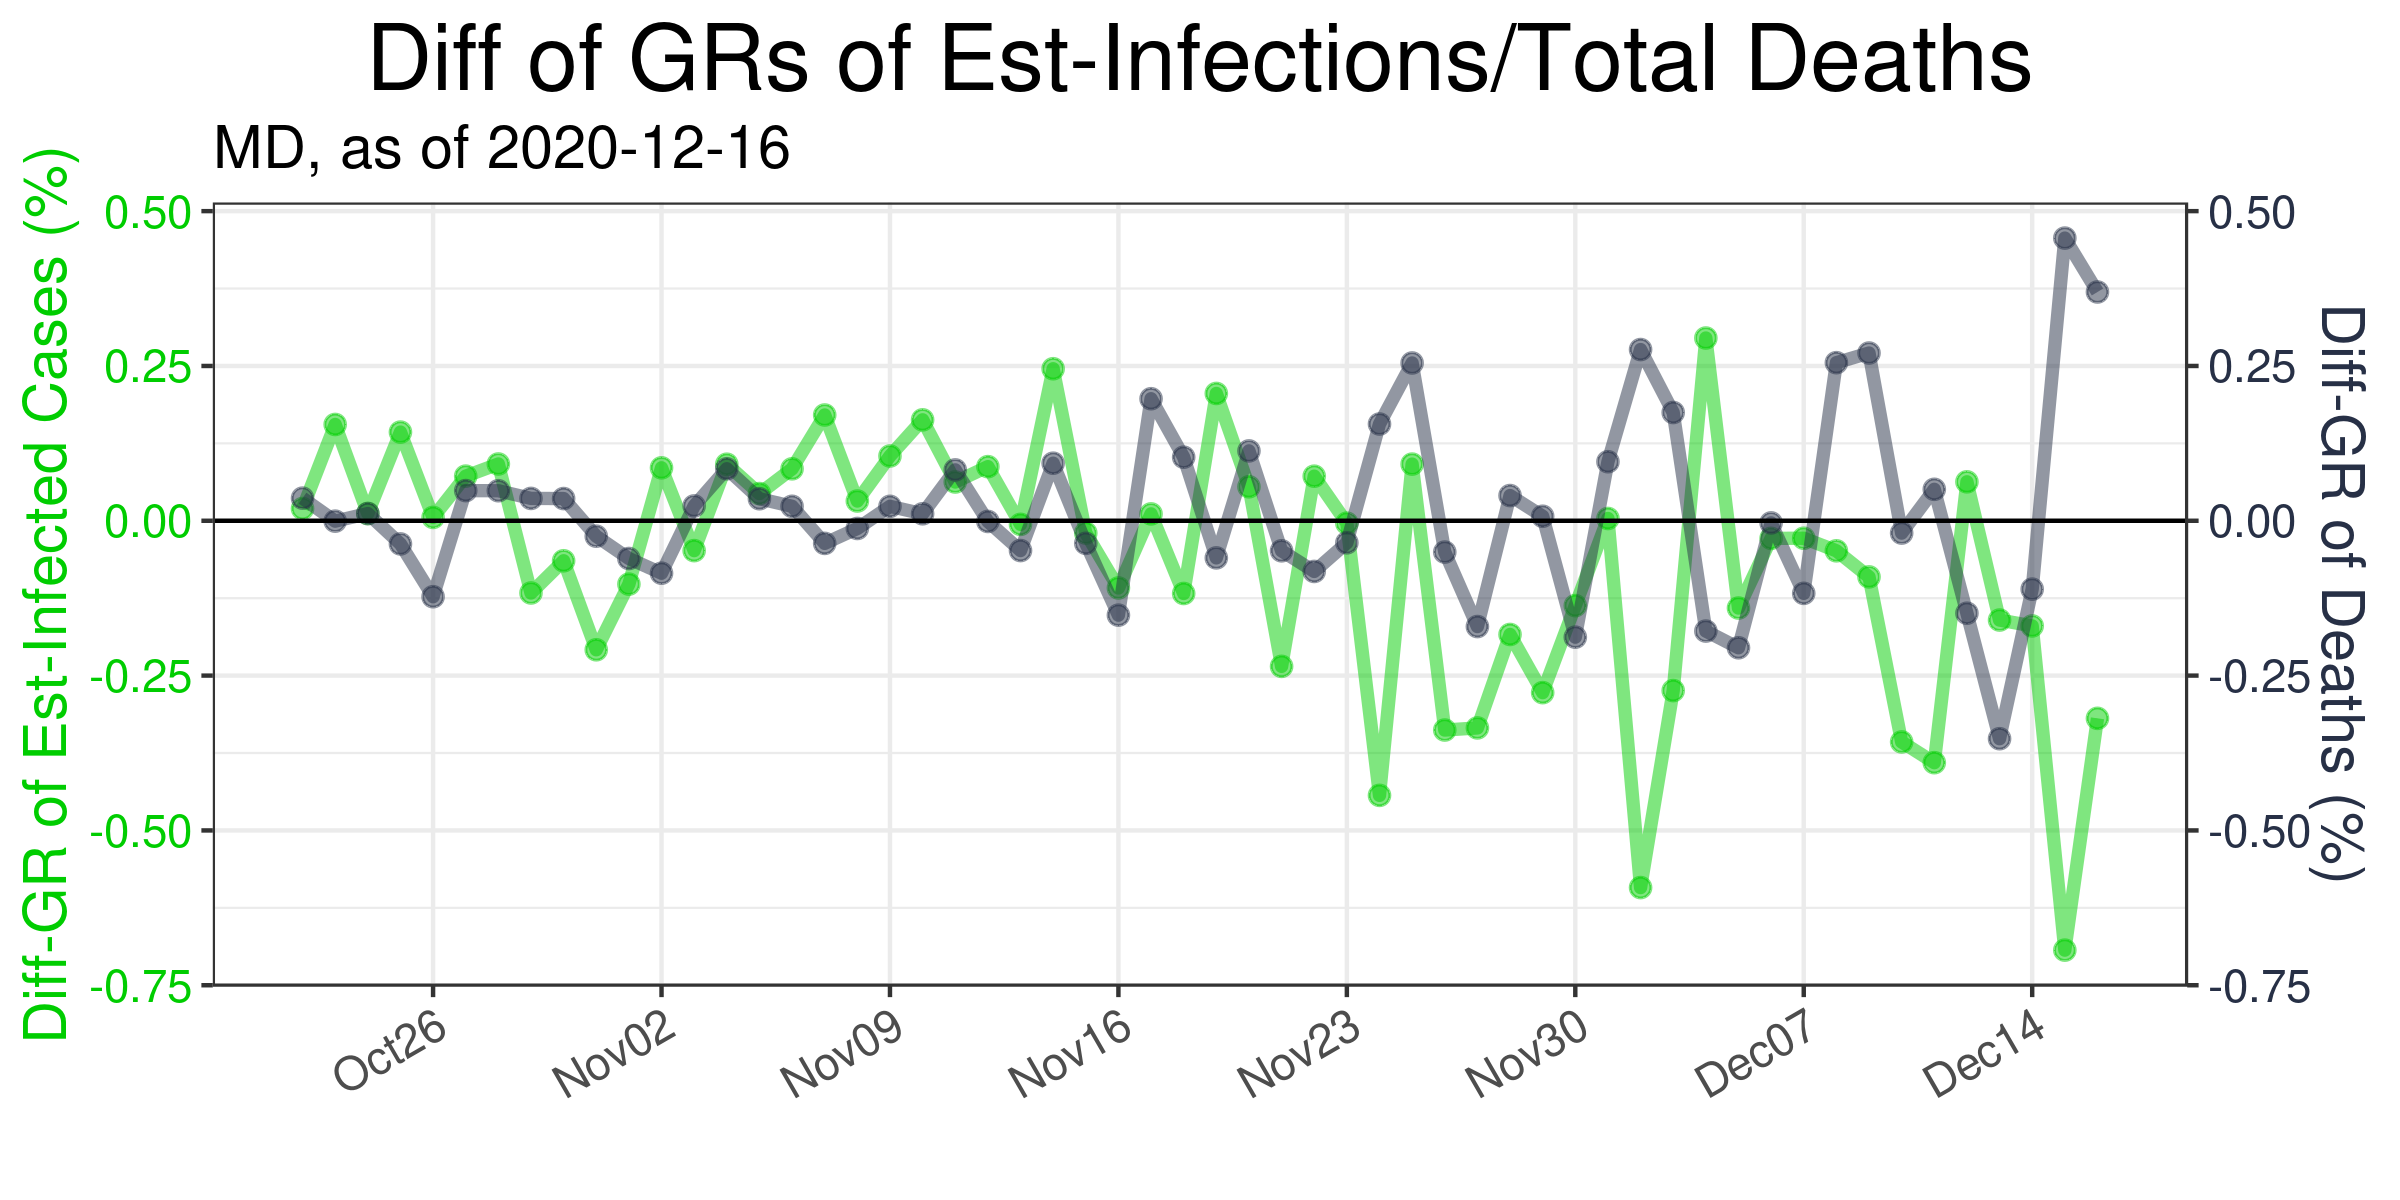 Diff of GRs of Est-Infections/Total Deaths
MD, as of 2020-12-16
Diff-GR of Est-Infected Cases (%)
0.50
0.25
0.00
-0.25
-0.50
-0.75
0.50
0.25
0.00
-0.25
-0.50
-0.75
Diff-GR of Deaths (%)
Oct26
Nov02
Nov09
Nov16
Nov23
Nov30
Dec07
Dec14